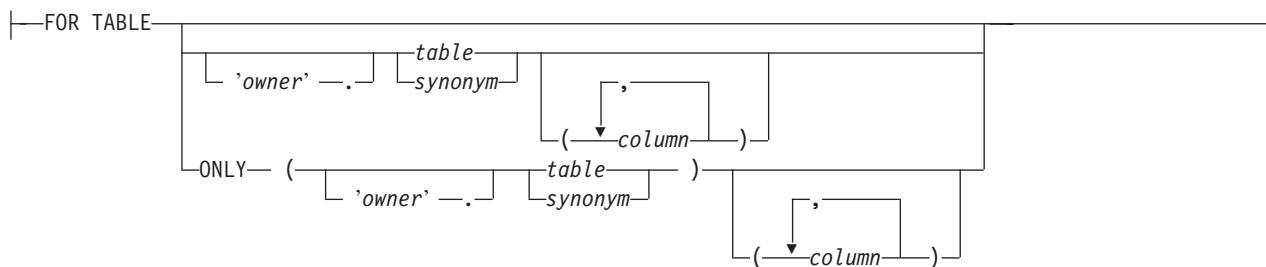 FOR TABLE
table
'owner' . synonym
,
( column )
ONLY ( table )
'owner' . synonym
,
( column )